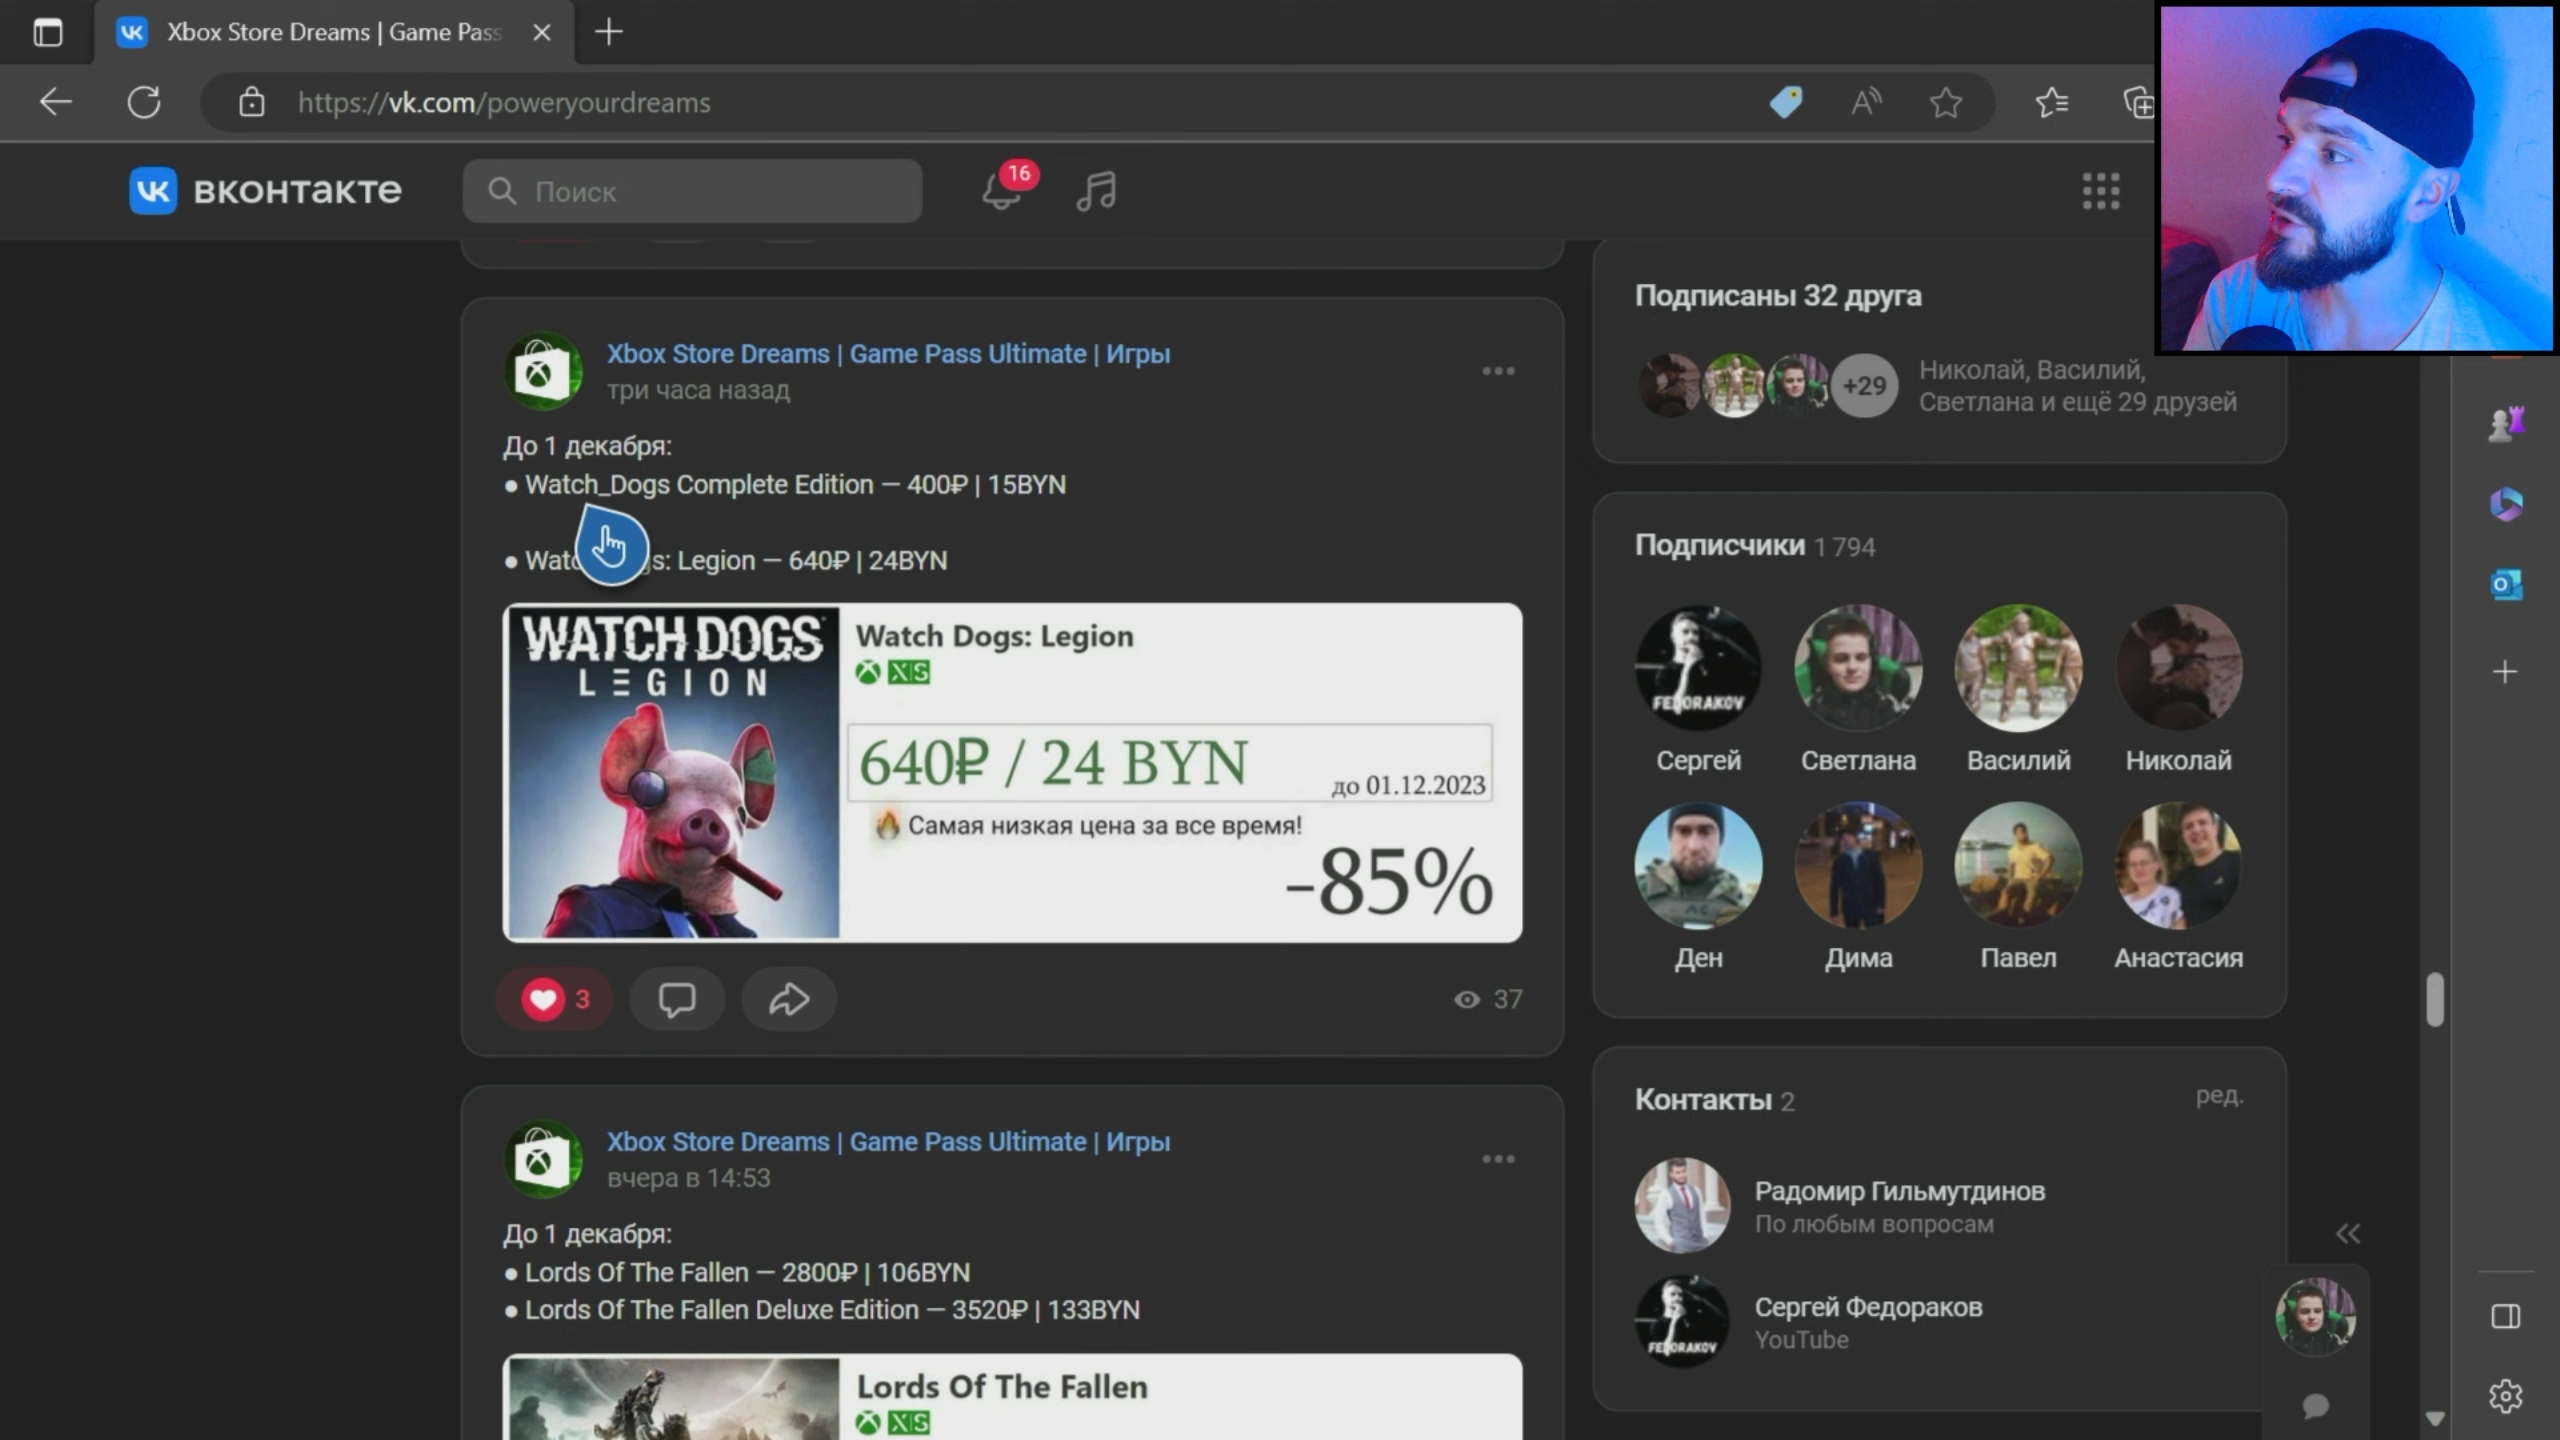 Xbox Store Dreams | Game Pass
https://vk.com/poweryourdreams
вконтакте
Поиск
16
Xbox Store Dreams | Game Pass Ultimate | Игры
три часа назад
До 1 декабря:
● Watch_Dogs Complete Edition — 400₽ | 15BYN
● Wat s: Legion — 640₽ | 24BYN
WATCH DOGS
LEGION
Watch Dogs: Legion
X|S
640₽ / 24 BYN
до 01.12.2023
🔥 Самая низкая цена за все время!
-85%
3
37
Xbox Store Dreams | Game Pass Ultimate | Игры
вчера в 14:53
До 1 декабря:
● Lords Of The Fallen — 2800₽ | 106BYN
● Lords Of The Fallen Deluxe Edition — 3520₽ | 133BYN
Lords Of The Fallen
X|S
Подписаны 32 друга
+29
Николай, Василий,
Светлана и ещё 29 друзей
Подписчики 1 794
FEDORAKOV
Сергей
Светлана
Василий
Николай
Ден
Дима
Павел
Анастасия
Контакты 2
ред.
Радомир Гильмутдинов
По любым вопросам
FEDORAKOV
Сергей Федораков
YouTube